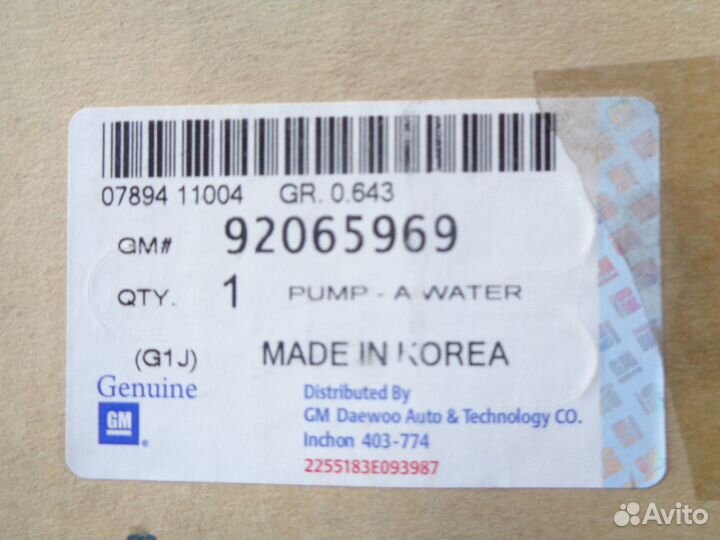 07894 11004 GR. 0.643
GM# 92065969
QTY. 1 PUMP - A WATER
(G1J) MADE IN KOREA
Genuine
GM
Distributed By
GM Daewoo Auto & Technology CO.
Inchon 403-774
2255183E093987
Avito